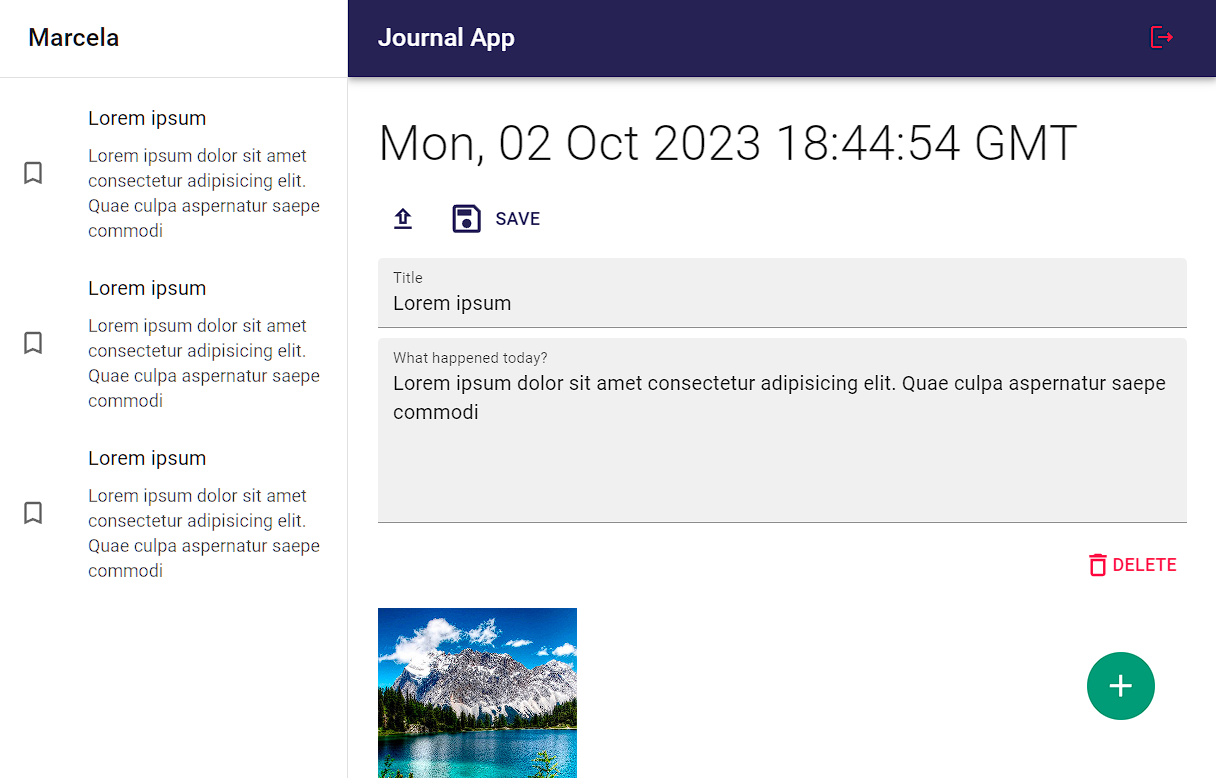 Marcela
Journal App
Lorem ipsum
Lorem ipsum dolor sit amet
consectetur adipisicing elit.
Quae culpa aspernatur saepe
commodi
Lorem ipsum
Lorem ipsum dolor sit amet
consectetur adipisicing elit.
Quae culpa aspernatur saepe
commodi
Lorem ipsum
Lorem ipsum dolor sit amet
consectetur adipisicing elit.
Quae culpa aspernatur saepe
commodi
Mon, 02 Oct 2023 18:44:54 GMT
SAVE
Title
Lorem ipsum
What happened today?
Lorem ipsum dolor sit amet consectetur adipisicing elit. Quae culpa aspernatur saepe
commodi
DELETE